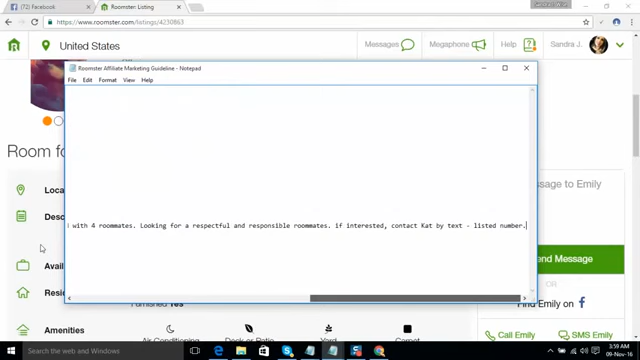 (72) Facebook
Roomster: Listing
https://www.roomster.com/listings/4230863
United States
Messages
Megaphone
Help
Sandra J.
Roomster Affiliate Marketing Guideline - Notepad
File Edit Format View Help
Room fo
Loca
essage to Emily
Desc
with 4 roommates. Looking for a respectful and responsible roommates. if interested, contact Kat by text - listed number.
Avail
end Message
OR
Resi
Furnished Yes
Find Emily on f
Amenities
Air Conditioning
Deck or Patio
Yard
Carpet
Call Emily
SMS Emily
Search the web and Windows
3:59 AM
09-Nov-16